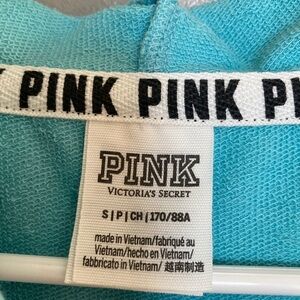 K PINK PINK PI
PINK
VICTORIA'S SECRET
S|P|CH|170/88A
made in Vietnam/fabriqué au
Vietnam/hecho en Vietnam/
fabbricato in Vietnam/ 越南制造